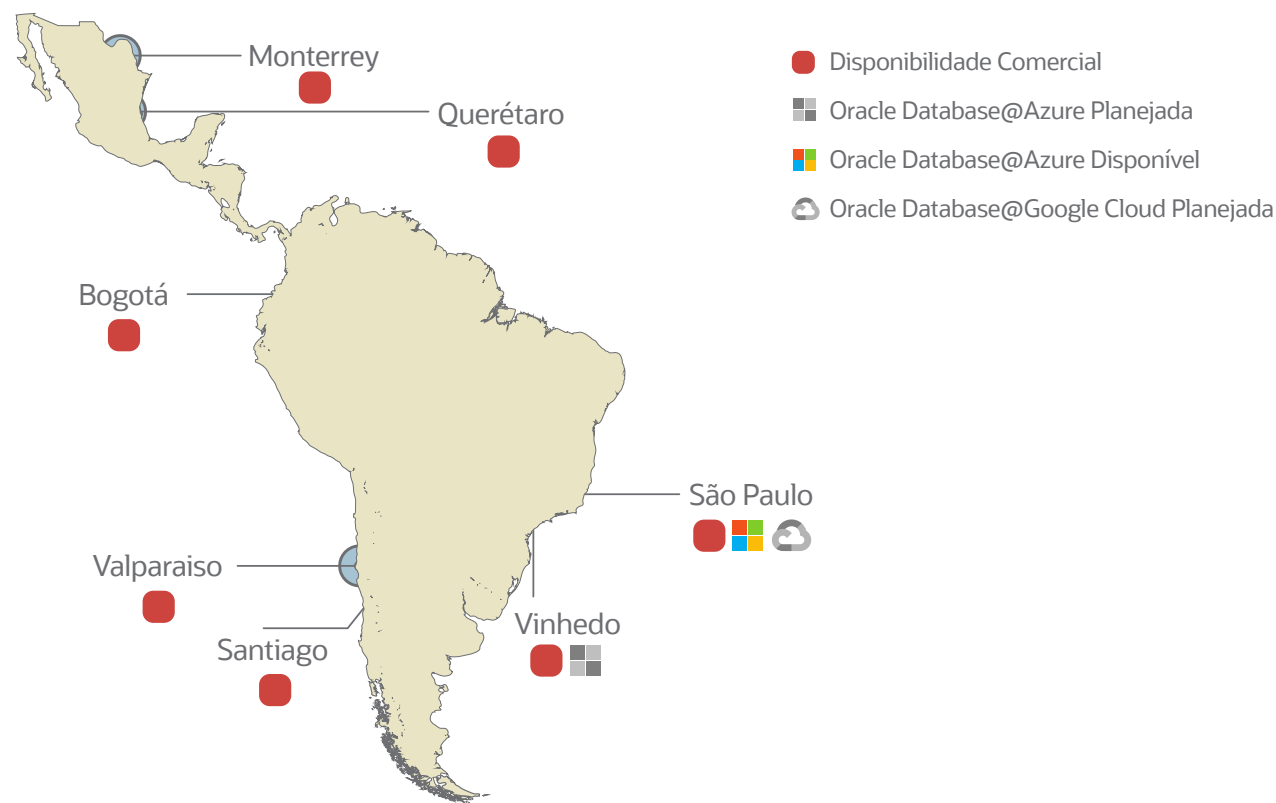 Monterrey
Querétaro
Bogotá
São Paulo
Valparaiso
Vinhedo
Santiago
Disponibilidade Comercial
Oracle Database@Azure Planejada
Oracle Database@Azure Disponível
Oracle Database@Google Cloud Planejada